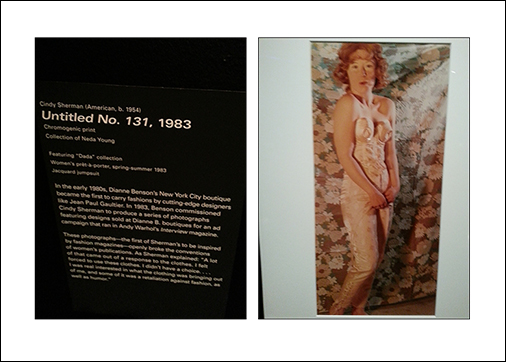 Cindy Sherman (American, b. 1954)
Untitled No. 131, 1983
Chromogenic print
Collection of Neda Young
Featuring "Dada" collection
Women's prêt-à-porter, spring-summer 1983
Jacquard jumpsuit
In the early 1980s, Dianne Benson's New York City boutique
became the first to carry fashions by cutting-edge designers
like Jean Paul Gaultier. In 1983, Benson commissioned
Cindy Sherman to produce a series of photographs
featuring designs sold at Dianne B. boutiques for an ad
campaign that ran in Andy Warhol's Interview magazine.
These photographs—the first of Sherman's to be inspired
by fashion magazines—openly broke the conventions
of women's publications. As Sherman explained: "A lot
of that came out of a response to the clothes. I felt
forced to use these clothes, I didn't have a choice. . . .
I was real interested in what the clothing was bringing out
of me, and some of it was a retaliation against fashion, as
well as humor."